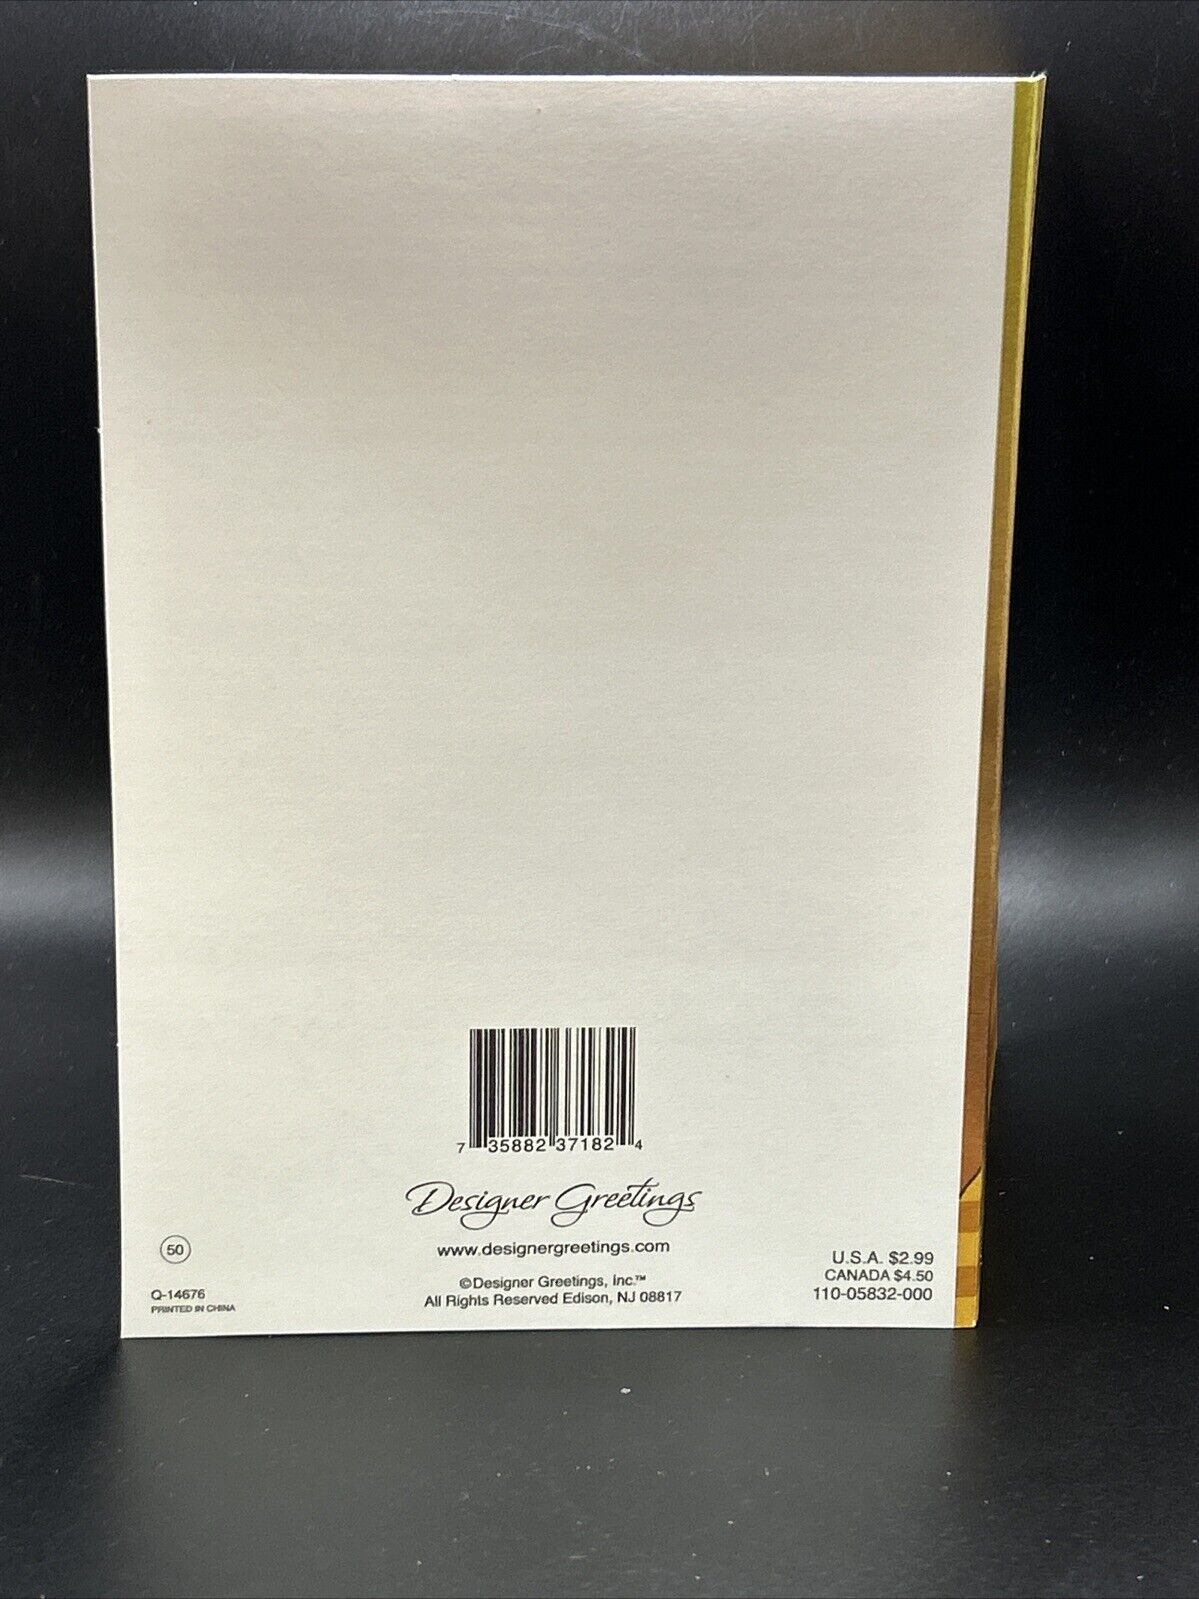 7 35882 37182 4
Designer Greetings
www.designergreetings.com
©Designer Greetings, Inc.™
All Rights Reserved Edison, NJ 08817
50
Q-14676
PRINTED IN CHINA
U.S.A. $2.99
CANADA $4.50
110-05832-000